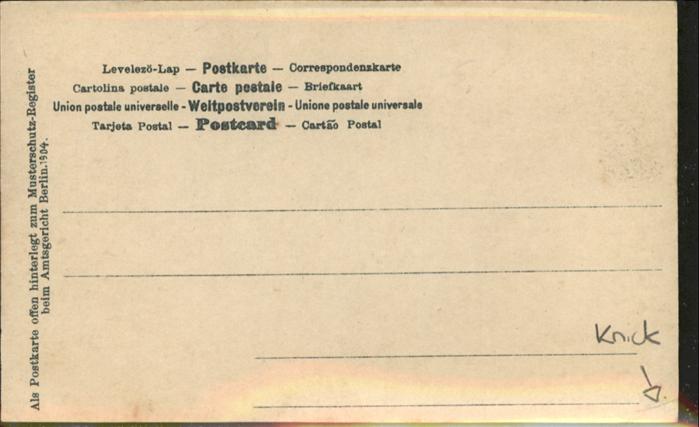 Levelezö-Lap — Postkarte — Correspondenzkarte
Cartolina postale — Carte postale — Briefkaart
Union postale universelle - Weltpostverein - Unione postale universale
Tarjeta Postal — Postcard — Cartão Postal
Als Postkarte offen hinterlegt zum Musterschutz-Register
beim Amtsgericht Berlin.1904.
Knick